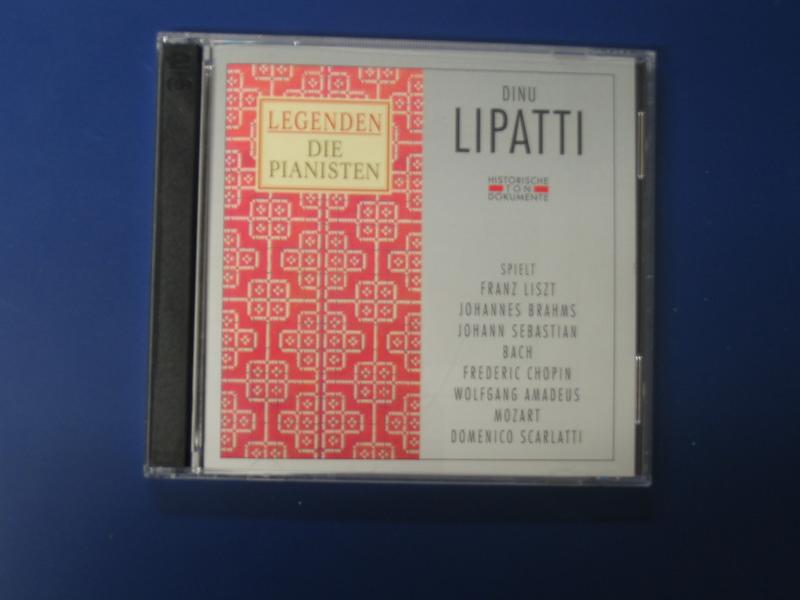 LEGENDEN
DIE
PIANISTEN
DINU
LIPATTI
HISTORISCHE
TON
DOKUMENTE
SPIELT
FRANZ LISZT
JOHANNES BRAHMS
JOHANN SEBASTIAN
BACH
FREDERIC CHOPIN
WOLFGANG AMADEUS
MOZART
DOMENICO SCARLATTI